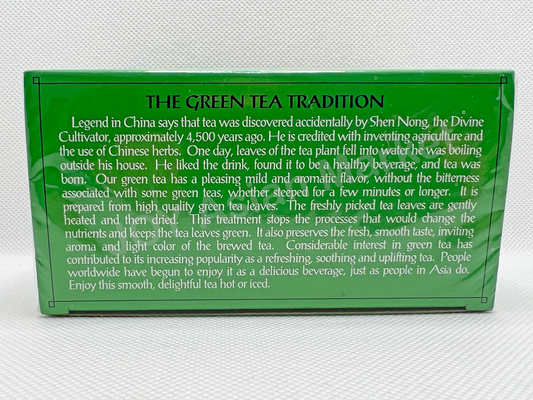 THE GREEN TEA TRADITION
Legend in China says that tea was discovered accidentally by Shen Nong, the Divine
Cultivator, approximately 4,500 years ago. He is credited with inventing agriculture and
the use of Chinese herbs. One day, leaves of the tea plant fell into water he was boiling
outside his house. He liked the drink, found it to be a healthy beverage, and tea was
born. Our green tea has a pleasing mild and aromatic flavor, without the bitterness
associated with some green teas, whether steeped for a few minutes or longer. It is
prepared from high quality green tea leaves. The freshly picked tea leaves are gently
heated and then dried. This treatment stops the processes that would change the
nutrients and keeps the tea leaves green. It also preserves the fresh, smooth taste, inviting
aroma and light color of the brewed tea. Considerable interest in green tea has
contributed to its increasing popularity as a refreshing, soothing and uplifting tea. People
worldwide have begun to enjoy it as a delicious beverage, just as people in Asia do.
Enjoy this smooth, delightful tea hot or iced.